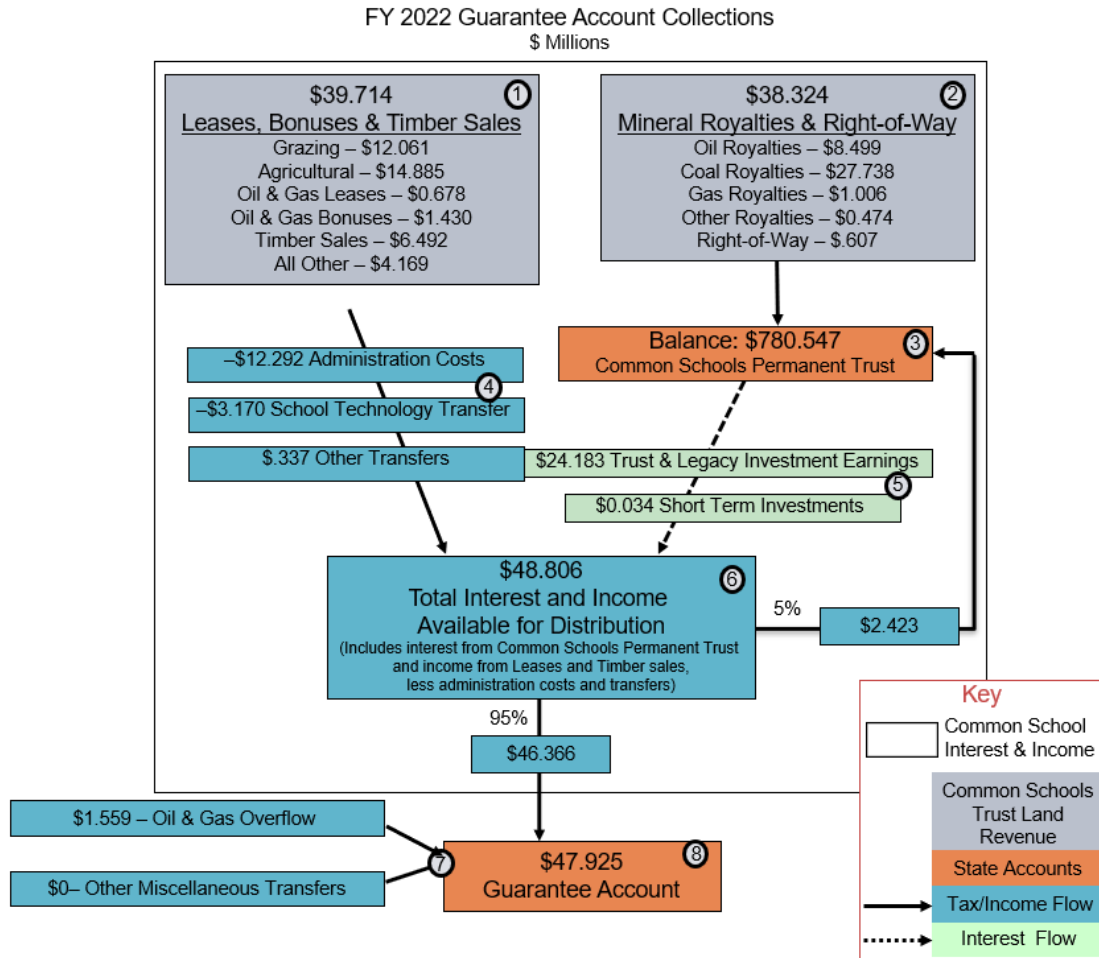 FY 2022 Guarantee Account Collections
$ Millions
$39.714
1
Leases, Bonuses & Timber Sales
Grazing – $12.061
Agricultural – $14.885
Oil & Gas Leases – $0.678
Oil & Gas Bonuses – $1.430
Timber Sales – $6.492
All Other – $4.169
$38.324
2
Mineral Royalties & Right-of-Way
Oil Royalties – $8.499
Coal Royalties – $27.738
Gas Royalties – $1.006
Other Royalties – $0.474
Right-of-Way – $.607
Balance: $780.547
3
Common Schools Permanent Trust
–$12.292 Administration Costs
4
–$3.170 School Technology Transfer
$.337 Other Transfers
$24.183 Trust & Legacy Investment Earnings
5
$0.034 Short Term Investments
$48.806
6
Total Interest and Income
Available for Distribution
(Includes interest from Common Schools Permanent Trust
and income from Leases and Timber sales,
less administration costs and transfers)
5%
$2.423
95%
$46.366
$1.559 – Oil & Gas Overflow
7
$0– Other Miscellaneous Transfers
$47.925
8
Guarantee Account
Key
Common School
Interest & Income
Common Schools
Trust Land
Revenue
State Accounts
Tax/Income Flow
Interest Flow